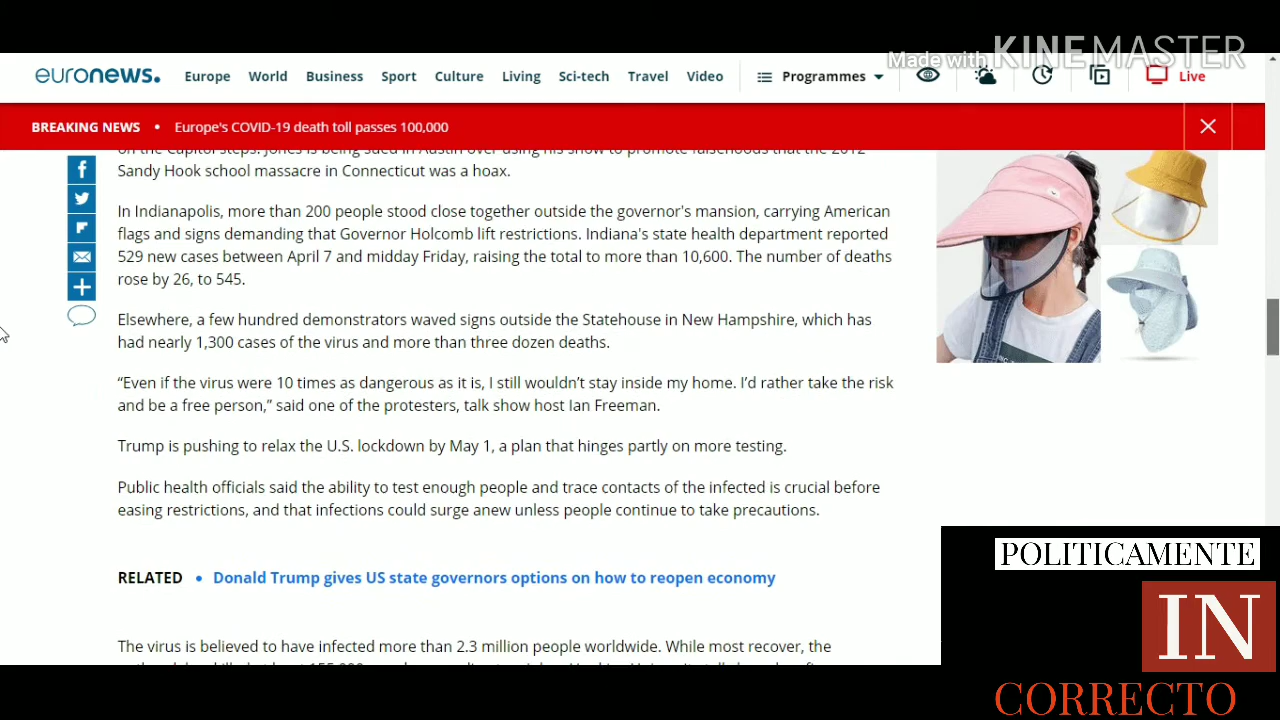 Made with KINEMASTER
euronews. Europe World Business Sport Culture Living Sci-tech Travel Video Programmes Live
BREAKING NEWS • Europe's COVID-19 death toll passes 100,000
on the Capitol steps. Jones is being sued in Austin over using his show to promote falsehoods that the 2012
Sandy Hook school massacre in Connecticut was a hoax.
In Indianapolis, more than 200 people stood close together outside the governor's mansion, carrying American
flags and signs demanding that Governor Holcomb lift restrictions. Indiana's state health department reported
529 new cases between April 7 and midday Friday, raising the total to more than 10,600. The number of deaths
rose by 26, to 545.
Elsewhere, a few hundred demonstrators waved signs outside the Statehouse in New Hampshire, which has
had nearly 1,300 cases of the virus and more than three dozen deaths.
“Even if the virus were 10 times as dangerous as it is, I still wouldn’t stay inside my home. I’d rather take the risk
and be a free person,” said one of the protesters, talk show host Ian Freeman.
Trump is pushing to relax the U.S. lockdown by May 1, a plan that hinges partly on more testing.
Public health officials said the ability to test enough people and trace contacts of the infected is crucial before
easing restrictions, and that infections could surge anew unless people continue to take precautions.
RELATED • Donald Trump gives US state governors options on how to reopen economy
The virus is believed to have infected more than 2.3 million people worldwide. While most recover, the
POLITICAMENTE
IN
CORRECTO